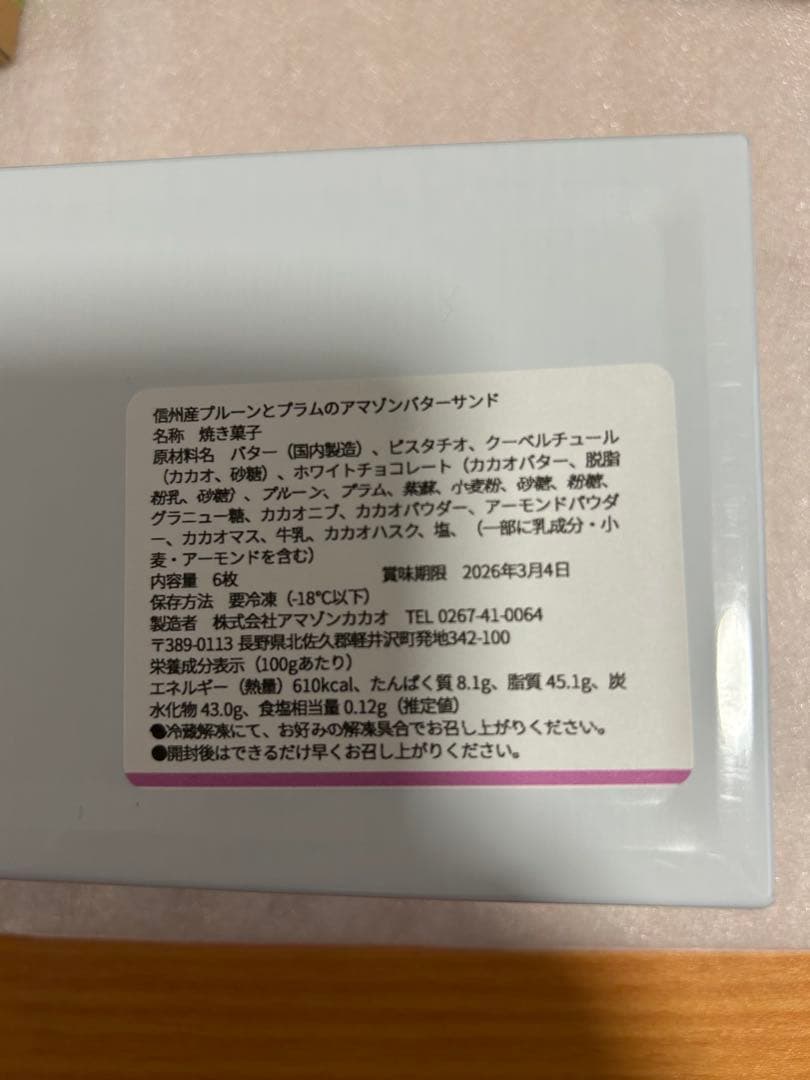 信州産プルーンとプラムのアマゾンバターサンド
名称　焼き菓子
原材料名　バター（国内製造）、ピスタチオ、クーベルチュール
（カカオ、砂糖）、ホワイトチョコレート（カカオバター、脱脂
粉乳、砂糖）、プルーン、プラム、紫蘇、小麦粉、砂糖、粉糖、
グラニュー糖、カカオニブ、カカオパウダー、アーモンドパウダ
ー、カカオマス、牛乳、カカオハスク、塩、（一部に乳成分・小
麦・アーモンドを含む）
内容量　6枚　賞味期限　2026年3月4日
保存方法　要冷凍（-18℃以下）
製造者　株式会社アマゾンカカオ　TEL 0267-41-0064
〒389-0113 長野県北佐久郡軽井沢町発地342-100
栄養成分表示（100gあたり）
エネルギー（熱量）610kcal、たんぱく質 8.1g、脂質 45.1g、炭
水化物 43.0g、食塩相当量 0.12g（推定値）
●冷蔵解凍にて、お好みの解凍具合でお召し上がりください。
●開封後はできるだけ早くお召し上がりください。